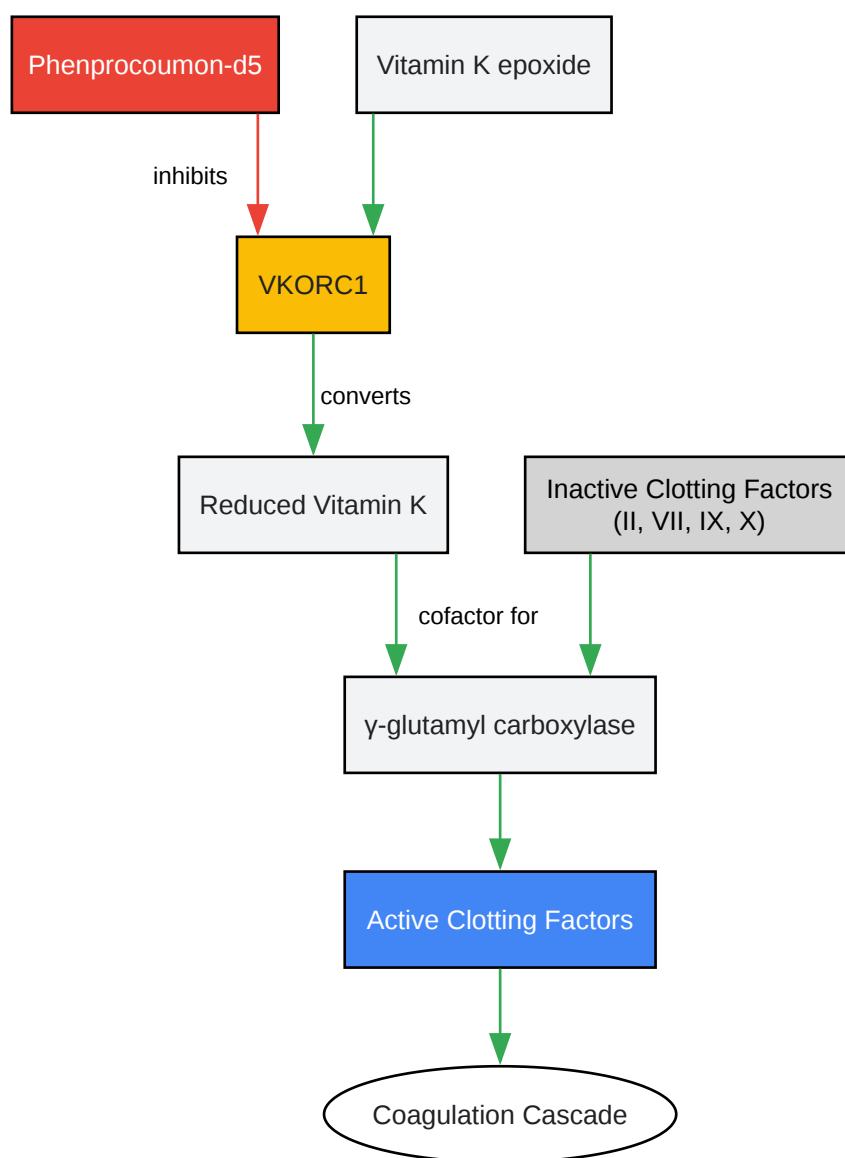 Phenprocoumon-d5
Vitamin K epoxide
inhibits
VKORC1
converts
Reduced Vitamin K
Inactive Clotting Factors
(II, VII, IX, X)
cofactor for
γ-glutamyl carboxylase
Active Clotting Factors
Coagulation Cascade